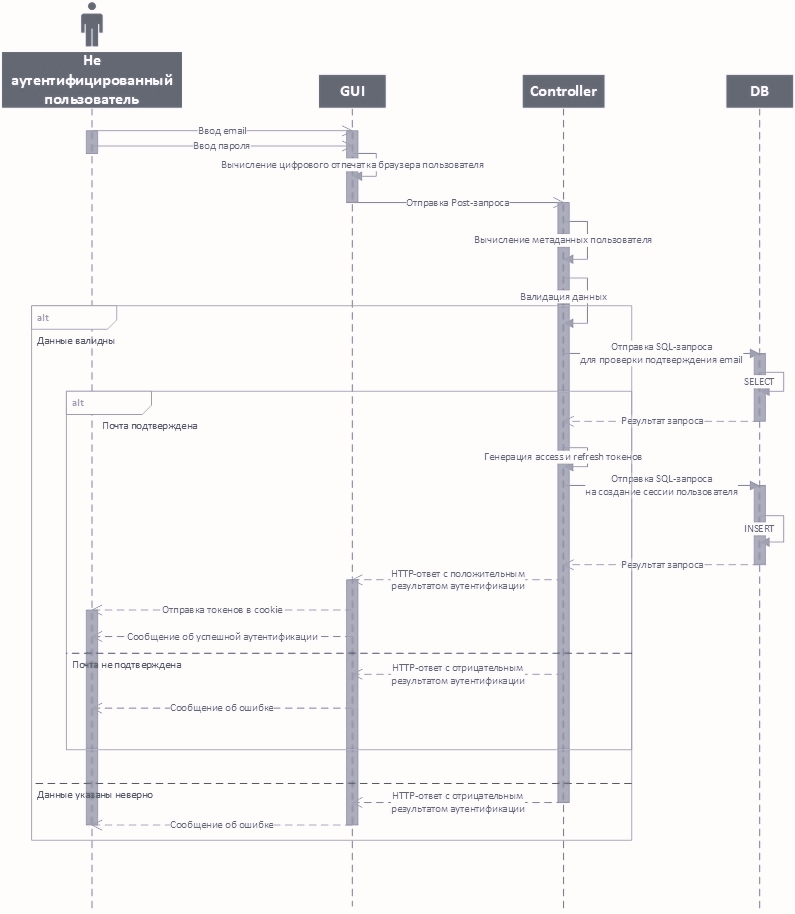 Не
аутентифицированный
пользователь
GUI
Controller
DB
Ввод email
Ввод пароля
Вычисление цифрового отпечатка браузера пользователя
Отправка Post-запроса
Вычисление метаданных пользователя
Валидация данных
alt
Данные валидны
Отправка SQL-запроса
для проверки подтверждения email
SELECT
alt
Почта подтверждена
Результат запроса
Генерация access и refresh токенов
Отправка SQL-запроса
на создание сессии пользователя
INSERT
Результат запроса
HTTP-ответ с положительным
результатом аутентификации
Отправка токенов в cookie
Сообщение об успешной аутентификации
Почта не подтверждена
HTTP-ответ с отрицательным
результатом аутентификации
Сообщение об ошибке
Данные указаны неверно
HTTP-ответ с отрицательным
результатом аутентификации
Сообщение об ошибке